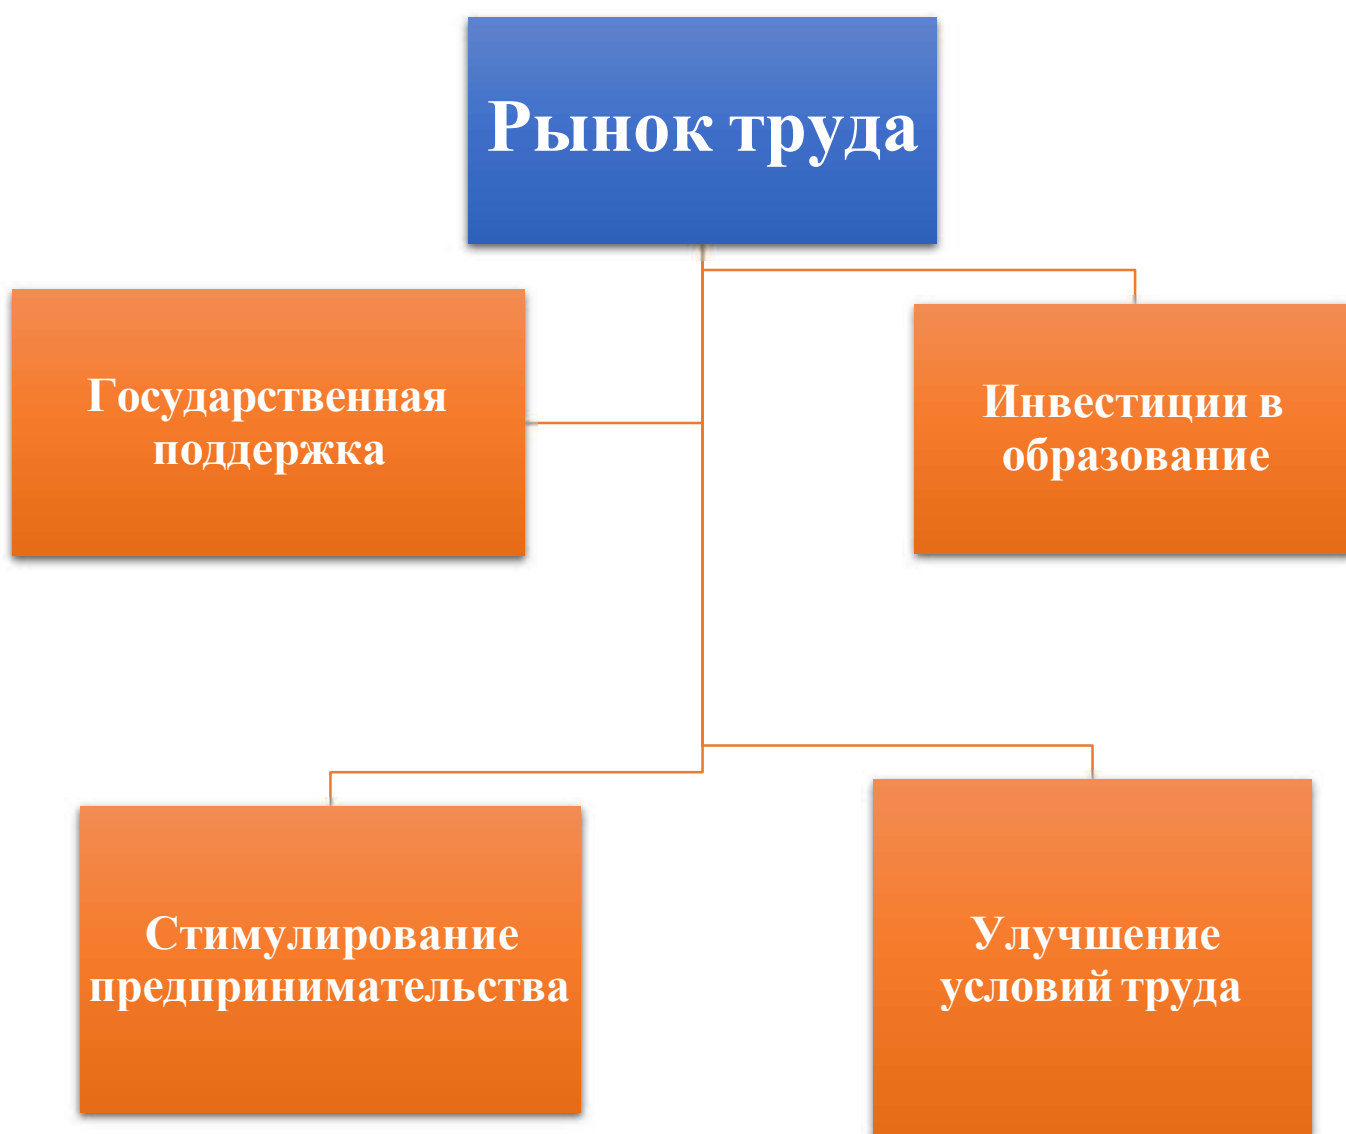 Рынок труда
Государственная
поддержка
Инвестиции в
образование
Стимулирование
предпринимательства
Улучшение
условий труда